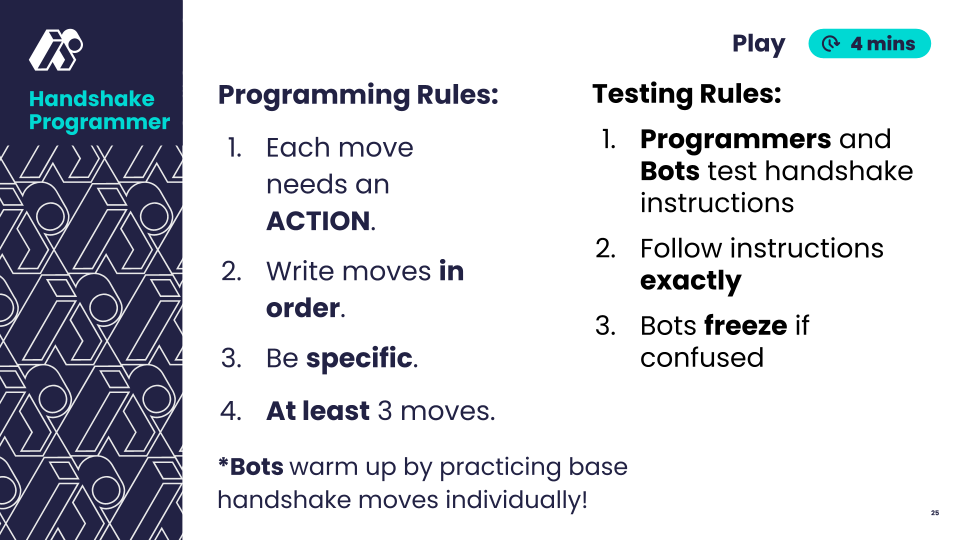 Handshake
Programmer
Play
4 mins
Programming Rules:
1. Each move
needs an
ACTION.
2. Write moves in
order.
3. Be specific.
4. At least 3 moves.
*Bots warm up by practicing base
handshake moves individually!
Testing Rules:
1. Programmers and
Bots test handshake
instructions
2. Follow instructions
exactly
3. Bots freeze if
confused
25